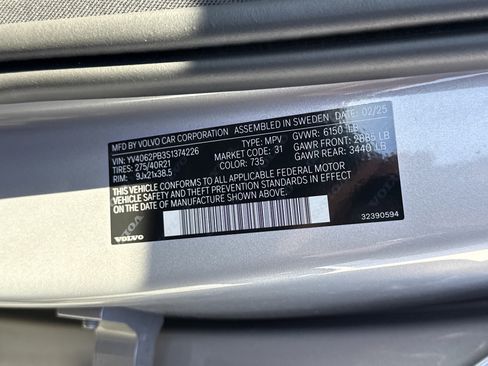 MFD BY VOLVO CAR CORPORATION ASSEMBLED IN SWEDEN 02/25
VIN: YV4062PB3S1374226 TYPE: MPV GVWR: 6150 LB
TIRES: 275/40R21 MARKET CODE: 31 GAWR FRONT: 2885 LB
RIM: 9Jx21x38.5 COLOR: 735 GAWR REAR: 3440 LB
THIS VEHICLE CONFORMS TO ALL APPLICABLE FEDERAL MOTOR
VEHICLE SAFETY AND THEFT PREVENTION STANDARDS IN EFFECT
ON THE DATE OF MANUFACTURE SHOWN ABOVE
VOLVO 32390594